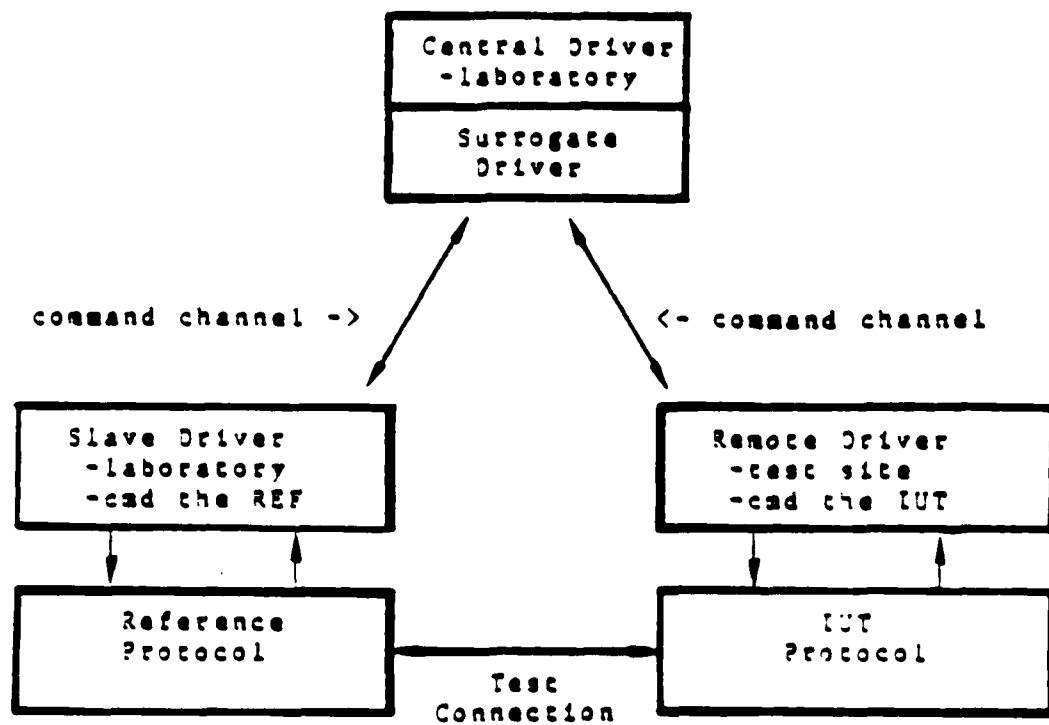 Central Driver
-laboratory
Surrogate
Driver
command channel ->
<- command channel
Slave Driver
-laboratory
-cmd the REF
Remote Driver
-test site
-cmd the IUT
Reference
Protocol
IUT
Protocol
Test
Connection